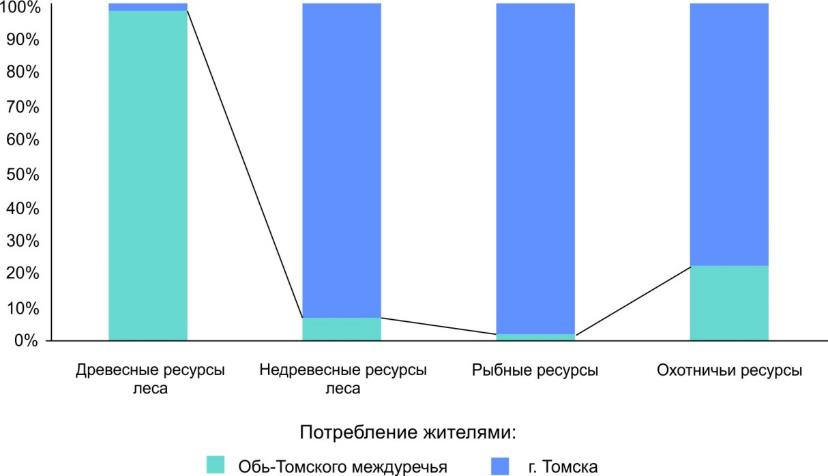 100%
90%
80%
70%
60%
50%
40%
30%
20%
10%
0%
Древесные ресурсы
леса
Недревесные ресурсы
леса
Рыбные ресурсы
Охотничьи ресурсы
Потребление жителями:
Обь-Томского междуречья
г. Томска